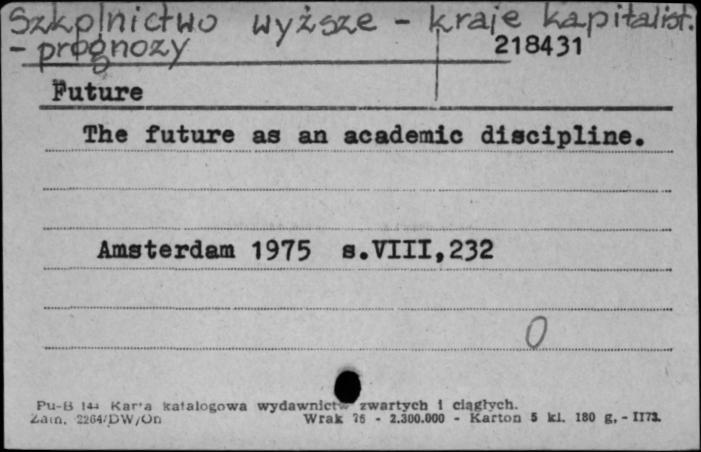 Szkolnictwo wyższe - kraje kapitalist.
- prognozy
218431
Future
The future as an academic discipline.
Amsterdam 1975 s.VIII,232
0
Pu-B 144 Karta katalogowa wydawnictw zwartych i ciągłych.
Zam. 2264/DW/On Wrak 76 - 2.300.000 - Karton 5 kl. 180 g. - II73.